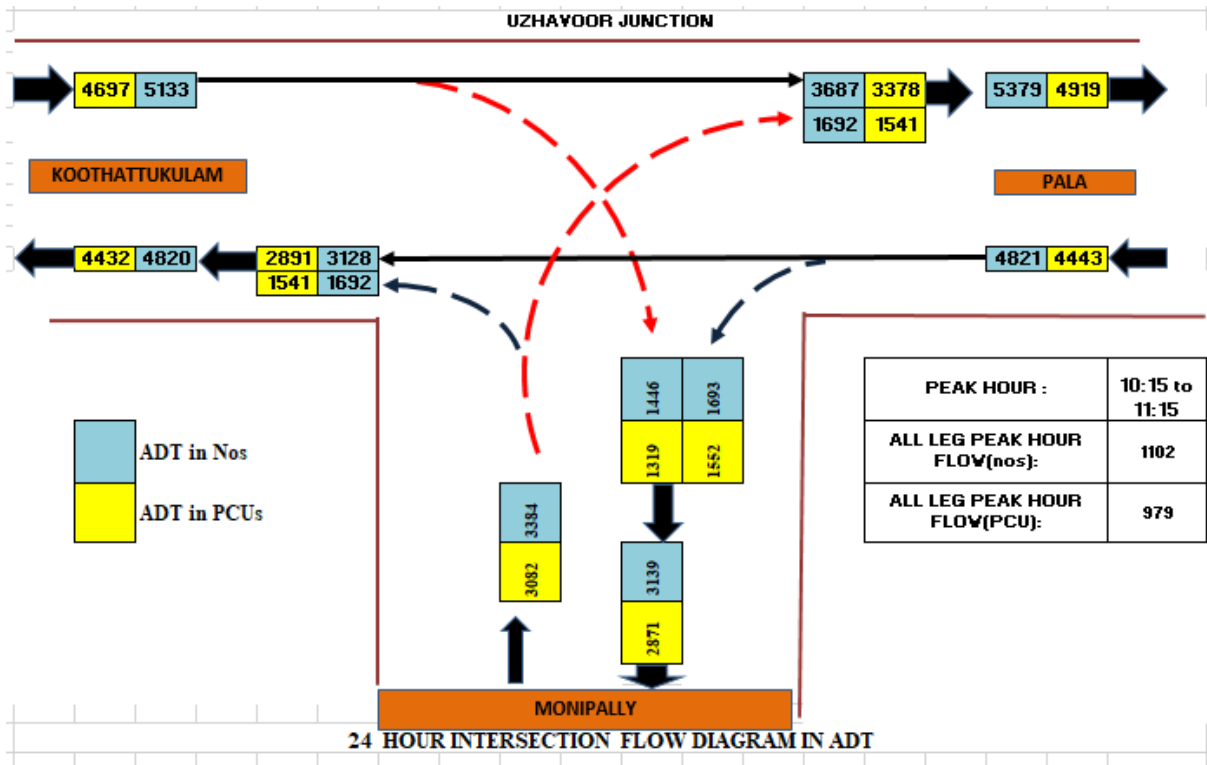 UZHAVOOR JUNCTION
4697 5133
3687 3378
5379 4919
1692 1541
KOOTHATTUKULAM
PALA
4432 4820
2891 3128
4821 4443
1541 1692
1446 1693
1319 1552
PEAK HOUR :
10:15 to
11:15
ALL LEG PEAK HOUR
FLOW(nos):
1102
ALL LEG PEAK HOUR
FLOW(PCU):
979
ADT in Nos
ADT in PCUs
3384
3082
3139
2871
MONIPALLY
24 HOUR INTERSECTION FLOW DIAGRAM IN ADT